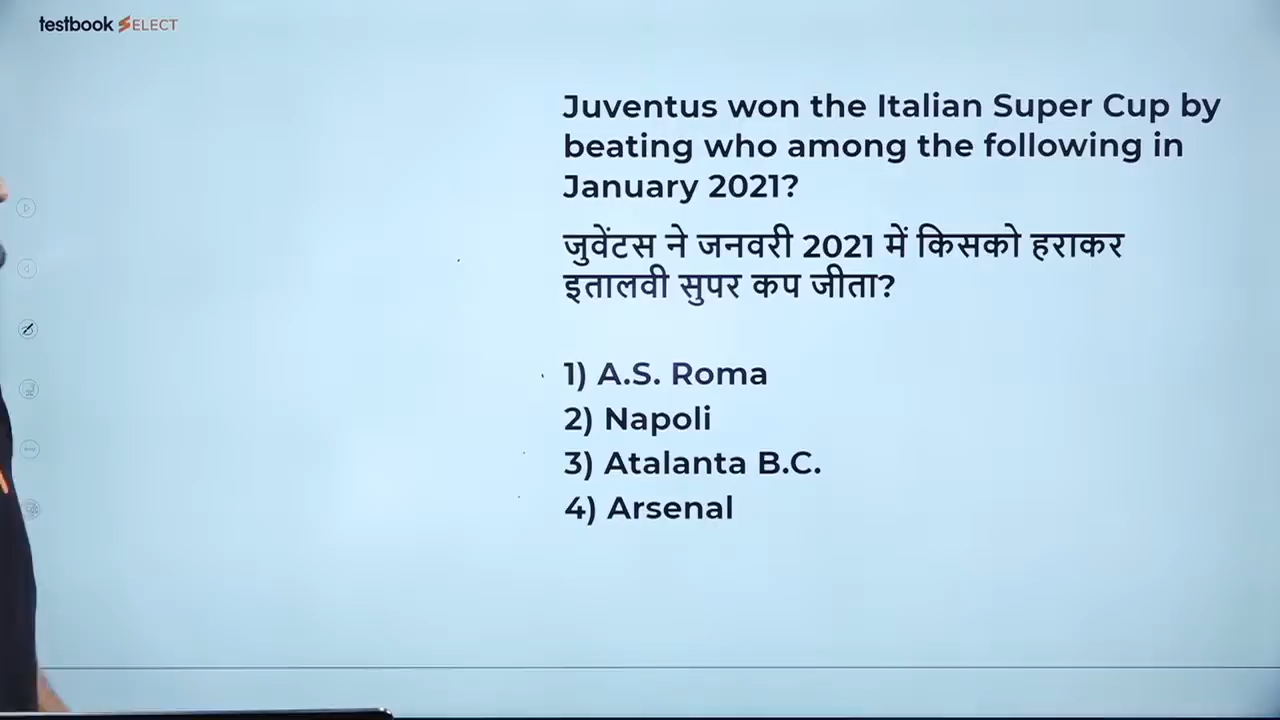 testbook SELECT
Juventus won the Italian Super Cup by
beating who among the following in
January 2021?
जुवेंटस ने जनवरी 2021 में किसको हराकर
इतालवी सुपर कप जीता?
1) A.S. Roma
2) Napoli
3) Atalanta B.C.
4) Arsenal